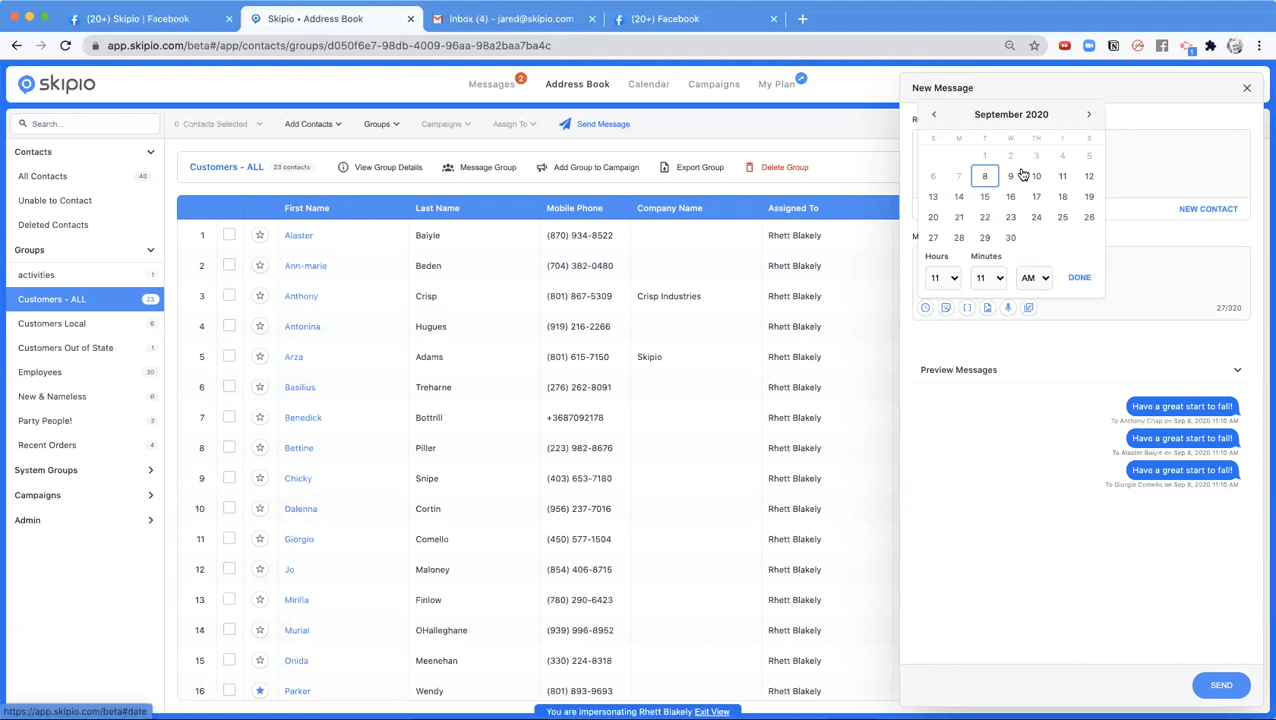 (20+) Skipio | Facebook
Skipio • Address Book
Inbox (4) - jared@skipio.com -
(20+) Facebook
app.skipio.com/beta#/app/contacts/groups/d050f6e7-98db-4009-96aa-98a2baa7ba4c
1
skipio
Messages 2
Address Book
Calendar
Campaigns
My Plan
New Message
Search...
0 Contacts Selected
Add Contacts
Groups
Campaigns
Assign To
Send Message
Contacts
All Contacts 40
Unable to Contact
Deleted Contacts
Groups
activities 1
Customers - ALL 23
Customers Local 6
Customers Out of State 1
Employees 30
New & Nameless 0
Party People! 3
Recent Orders 4
System Groups
Campaigns
Admin
Customers - ALL 23 contacts
View Group Details
Message Group
Add Group to Campaign
Export Group
Delete Group
First Name Last Name Mobile Phone Company Name Assigned To
1 Alaster Baiyle (870) 934-8522 Rhett Blakely
2 Ann-marie Beden (704) 382-0480 Rhett Blakely
3 Anthony Crisp (801) 867-5309 Crisp Industries Rhett Blakely
4 Antonina Hugues (919) 216-2266 Rhett Blakely
5 Arza Adams (801) 615-7150 Skipio Rhett Blakely
6 Basilius Treharne (276) 262-8091 Rhett Blakely
7 Benedick Bottrill +3687092178 Rhett Blakely
8 Bettine Piller (223) 982-8676 Rhett Blakely
9 Chicky Snipe (403) 653-7180 Rhett Blakely
10 Dalenna Cortin (956) 237-7016 Rhett Blakely
11 Giorgio Comello (450) 577-1504 Rhett Blakely
12 Jo Maloney (854) 406-8715 Rhett Blakely
13 Mirilla Finlow (780) 290-6423 Rhett Blakely
14 Murial OHalleghane (939) 996-8952 Rhett Blakely
15 Onida Meenehan (330) 224-8318 Rhett Blakely
16 Parker Wendy (801) 893-9693 Rhett Blakely
September 2020
S M T W TH F S
1 2 3 4 5
6 7 8 9 10 11 12
13 14 15 16 17 18 19
20 21 22 23 24 25 26
27 28 29 30
Hours Minutes
11 11 AM DONE
NEW CONTACT
27/320
Preview Messages
Have a great start to fall!
To Anthony Crisp on Sep 8, 2020 11:10 AM
Have a great start to fall!
To Alaster Baiyle on Sep 8, 2020 11:10 AM
Have a great start to fall!
To Giorgio Comello on Sep 8, 2020 11:10 AM
SEND
https://app.skipio.com/beta#date
You are impersonating Rhett Blakely Exit View